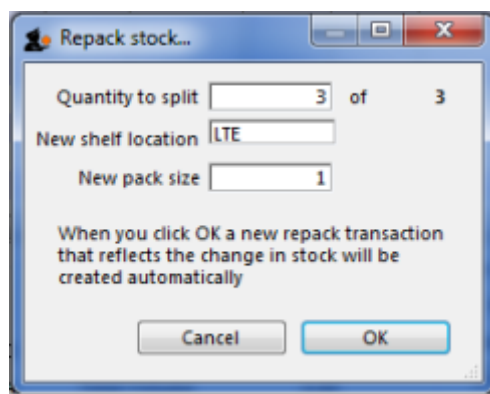 Repack stock...
Quantity to split 3 of 3
New shelf location LTE
New pack size 1
When you click OK a new repack transaction
that reflects the change in stock will be
created automatically
Cancel OK